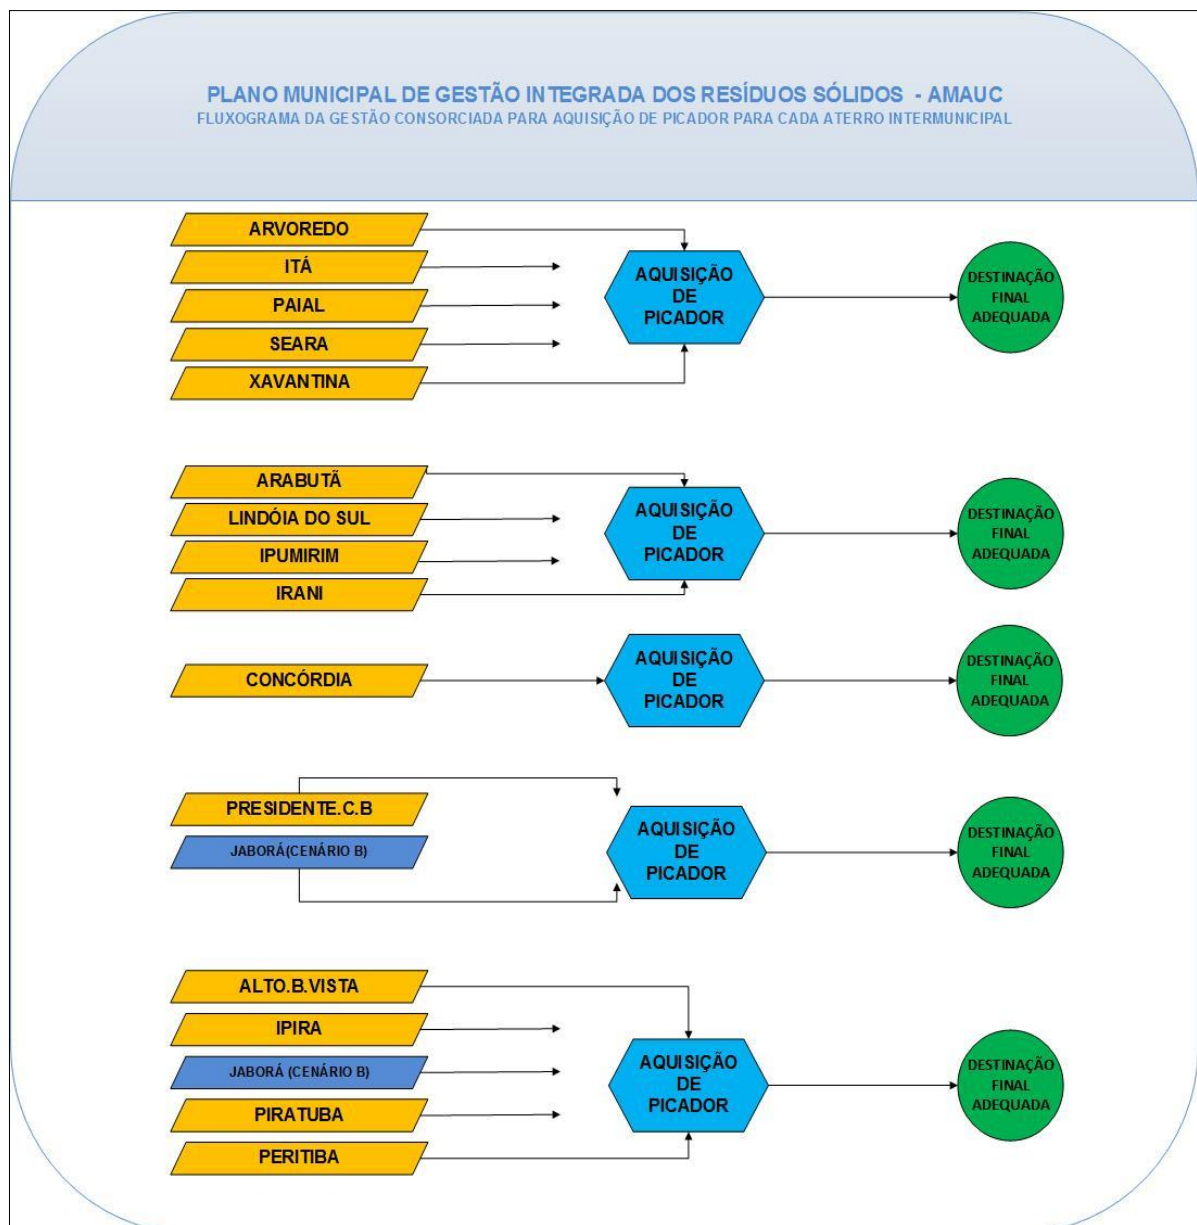 PLANO MUNICIPAL DE GESTÃO INTEGRADA DOS RESÍDUOS SÓLIDOS - AMAUC
FLUXOGRAMA DA GESTÃO CONSORCIADA PARA AQUISIÇÃO DE PICADOR PARA CADA ATERRO INTERMUNICIPAL
ARVOREDO
ITÁ
PAIAL
SEARA
XAVANTINA
AQUISIÇÃO
DE
PICADOR
DESTINAÇÃO
FINAL
ADEQUADA
ARABUTÃ
LINDÓIA DO SUL
IPUMIRIM
IRANI
AQUISIÇÃO
DE
PICADOR
DESTINAÇÃO
FINAL
ADEQUADA
CONCÓRDIA
AQUISIÇÃO
DE
PICADOR
DESTINAÇÃO
FINAL
ADEQUADA
PRESIDENTE.C.B
JABORÁ(CENÁRIO B)
AQUISIÇÃO
DE
PICADOR
DESTINAÇÃO
FINAL
ADEQUADA
ALTO.B.VISTA
IPIRA
JABORÁ (CENÁRIO B)
PIRATUBA
PERITIBA
AQUISIÇÃO
DE
PICADOR
DESTINAÇÃO
FINAL
ADEQUADA